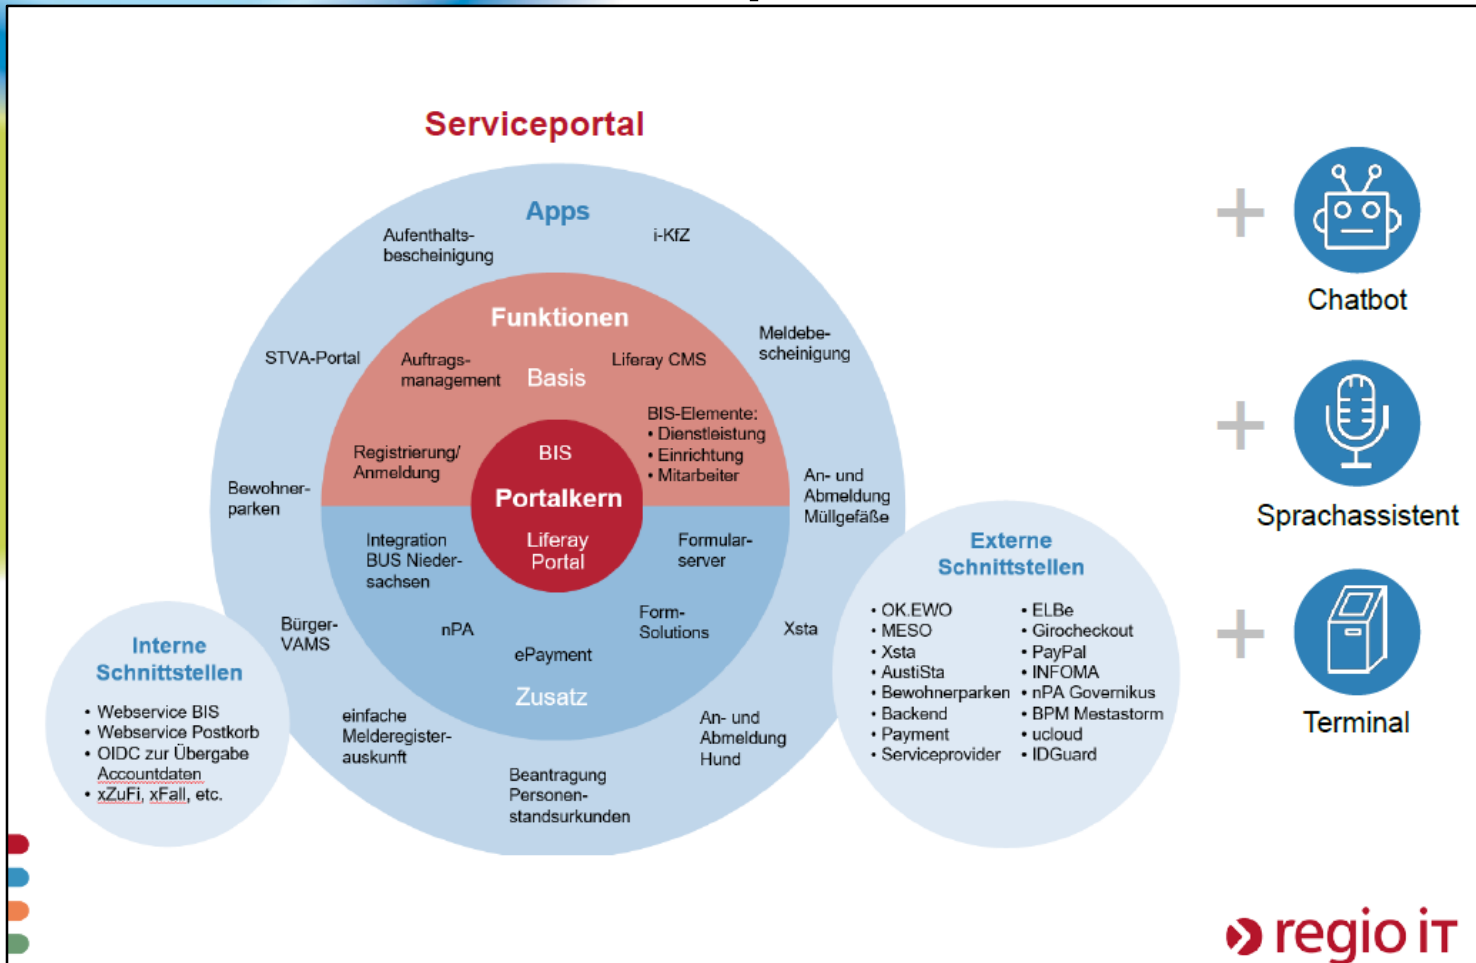 Serviceportal
Apps
Aufenthalts-
bescheinigung
i-KfZ
STVA-Portal
Meldebe-
scheinigung
Bewohner-
parken
An- und
Abmeldung
Müllgefäße
Bürger-
VAMS
Xsta
einfache
Melderegister-
auskunft
An- und
Abmeldung
Hund
Beantragung
Personen-
standsurkunden
Funktionen
Basis
Auftrags-
management
Liferay CMS
Registrierung/
Anmeldung
BIS-Elemente:
• Dienstleistung
• Einrichtung
• Mitarbeiter
BIS
Portalkern
Liferay
Portal
Integration
BUS Nieder-
sachsen
Formular-
server
nPA
Form-
Solutions
ePayment
Zusatz
Interne
Schnittstellen
• Webservice BIS
• Webservice Postkorb
• OIDC zur Übergabe
Accountdaten
• xZuFi, xFall, etc.
Externe
Schnittstellen
• OK.EWO
• MESO
• Xsta
• AustiSta
• Bewohnerparken
• Backend
• Payment
• Serviceprovider
• ELBe
• Girocheckout
• PayPal
• INFOMA
• nPA Governikus
• BPM Mestastorm
• ucloud
• IDGuard
+
Chatbot
+
Sprachassistent
+
Terminal
regio iT